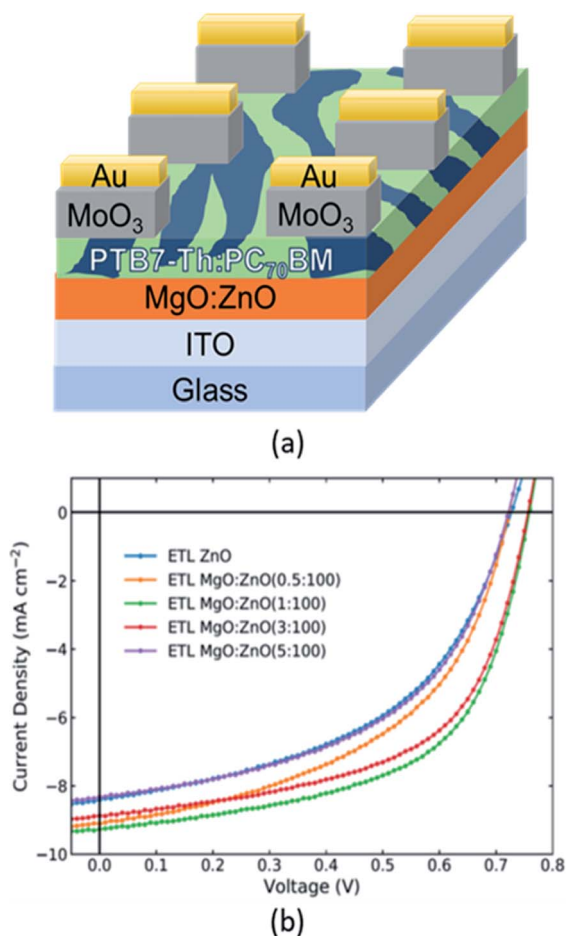 Au
Au
MoO₃
MoO₃
PTB7-Th:PC₇₀BM
MgO:ZnO
ITO
Glass
(a)
0
−2
−4
−6
−8
−10
Current Density (mA cm⁻²)
ETL ZnO
ETL MgO:ZnO(0.5:100)
ETL MgO:ZnO(1:100)
ETL MgO:ZnO(3:100)
ETL MgO:ZnO(5:100)
0.0 0.1 0.2 0.3 0.4 0.5 0.6 0.7 0.8
Voltage (V)
(b)